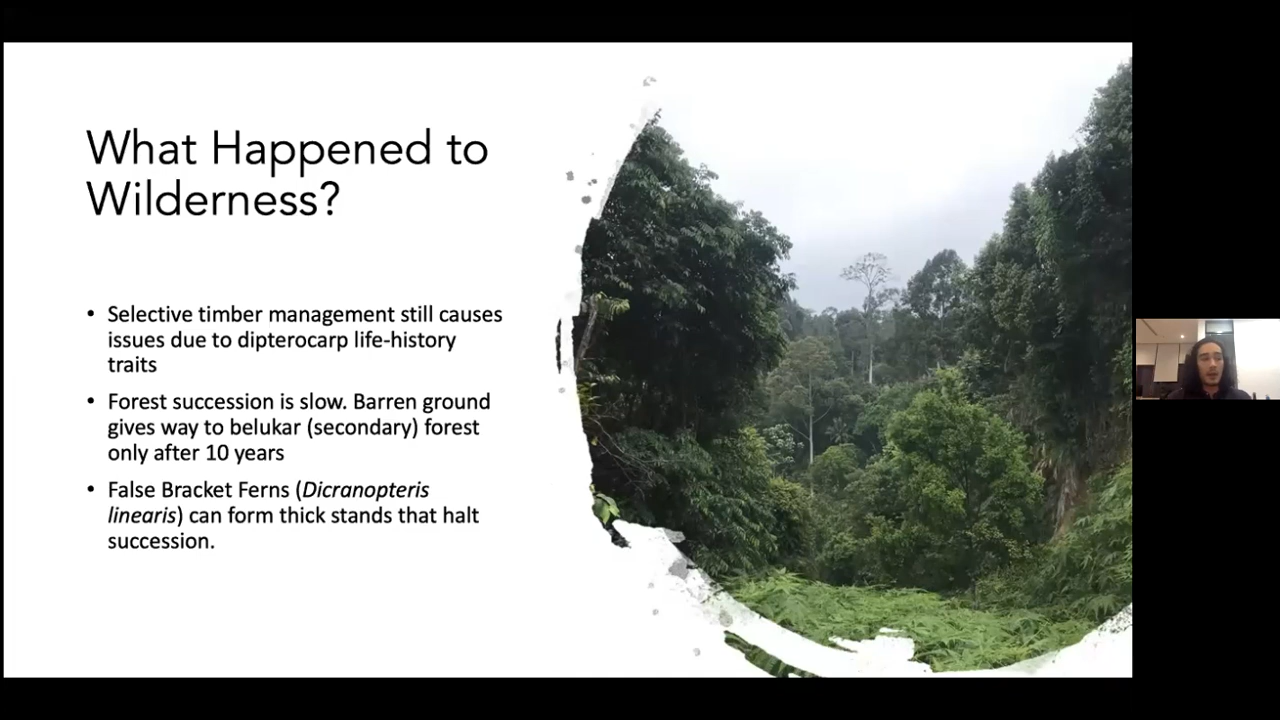 What Happened to
Wilderness?
• Selective timber management still causes
issues due to dipterocarp life-history
traits
• Forest succession is slow. Barren ground
gives way to belukar (secondary) forest
only after 10 years
• False Bracket Ferns (Dicranopteris
linearis) can form thick stands that halt
succession.